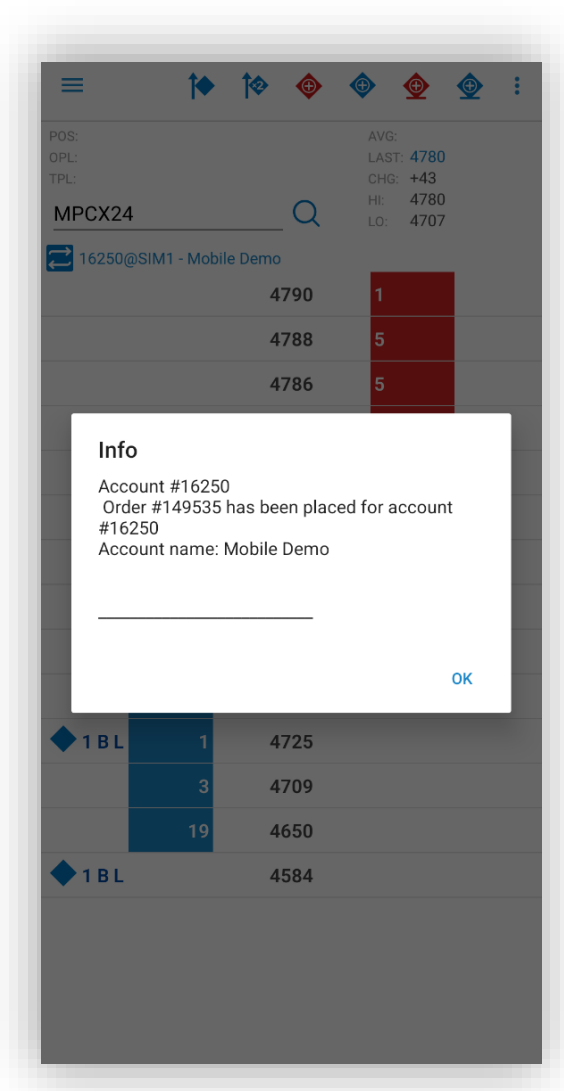 x2
POS:
OPL:
TPL:
AVG:
LAST: 4780
CHG: +43
HI: 4780
LO: 4707
MPCX24
16250@SIM1 - Mobile Demo
4790 1
4788 5
4786 5
Info
Account #16250
Order #149535 has been placed for account
#16250
Account name: Mobile Demo
OK
1 B L 1 4725
3 4709
19 4650
1 B L 4584